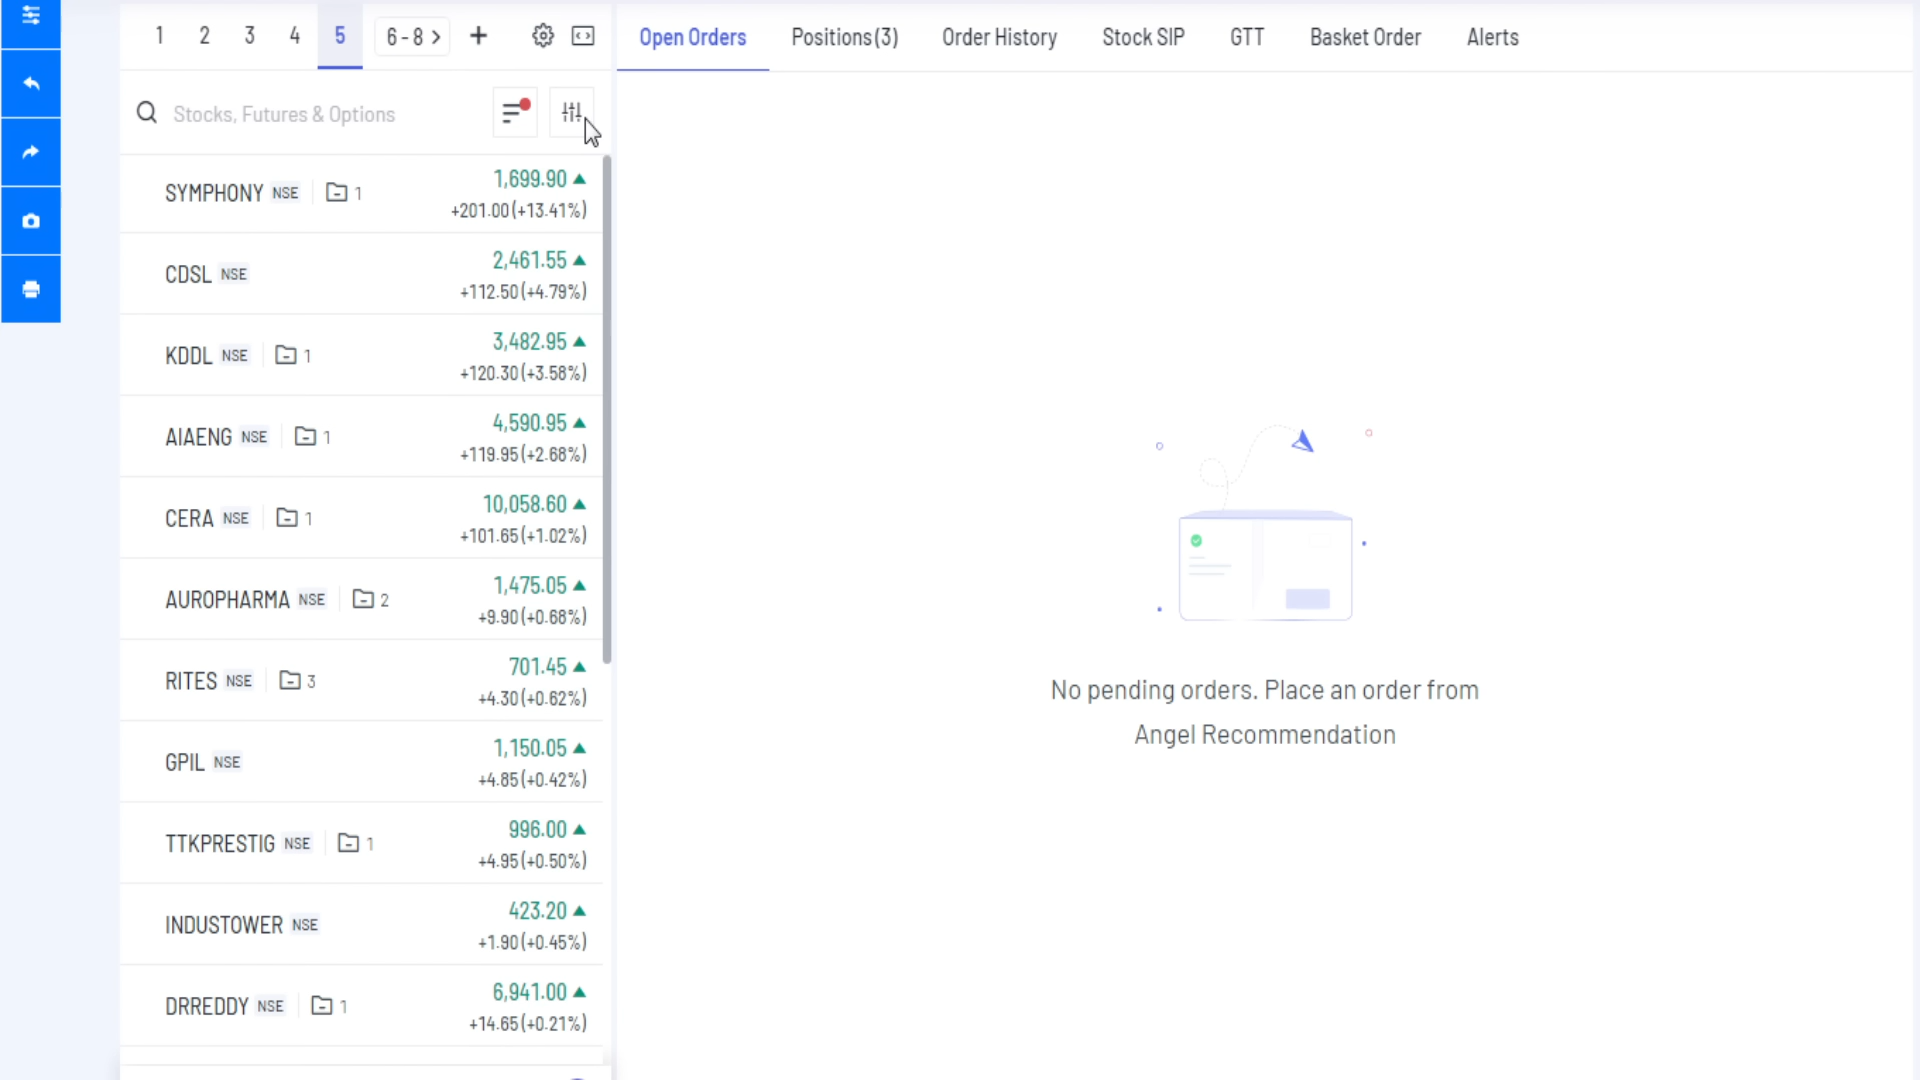 1 2 3 4 5 6 - 8
Open Orders Positions(3) Order History Stock SIP GTT Basket Order Alerts
Stocks, Futures & Options
SYMPHONY NSE 1 1,699.90
+201.00(+13.41%)
CDSL NSE 2,461.55
+112.50(+4.79%)
KDDL NSE 1 3,482.95
+120.30(+3.58%)
AIAENG NSE 1 4,590.95
+119.95(+2.68%)
CERA NSE 1 10,058.60
+101.65(+1.02%)
AUROPHARMA NSE 2 1,475.05
+9.90(+0.68%)
RITES NSE 3 701.45
+4.30(+0.62%)
GPIL NSE 1,150.05
+4.85(+0.42%)
TTKPRESTIG NSE 1 996.00
+4.95(+0.50%)
INDUSTOWER NSE 423.20
+1.90(+0.45%)
DRREDDY NSE 1 6,941.00
+14.65(+0.21%)
No pending orders. Place an order from
Angel Recommendation